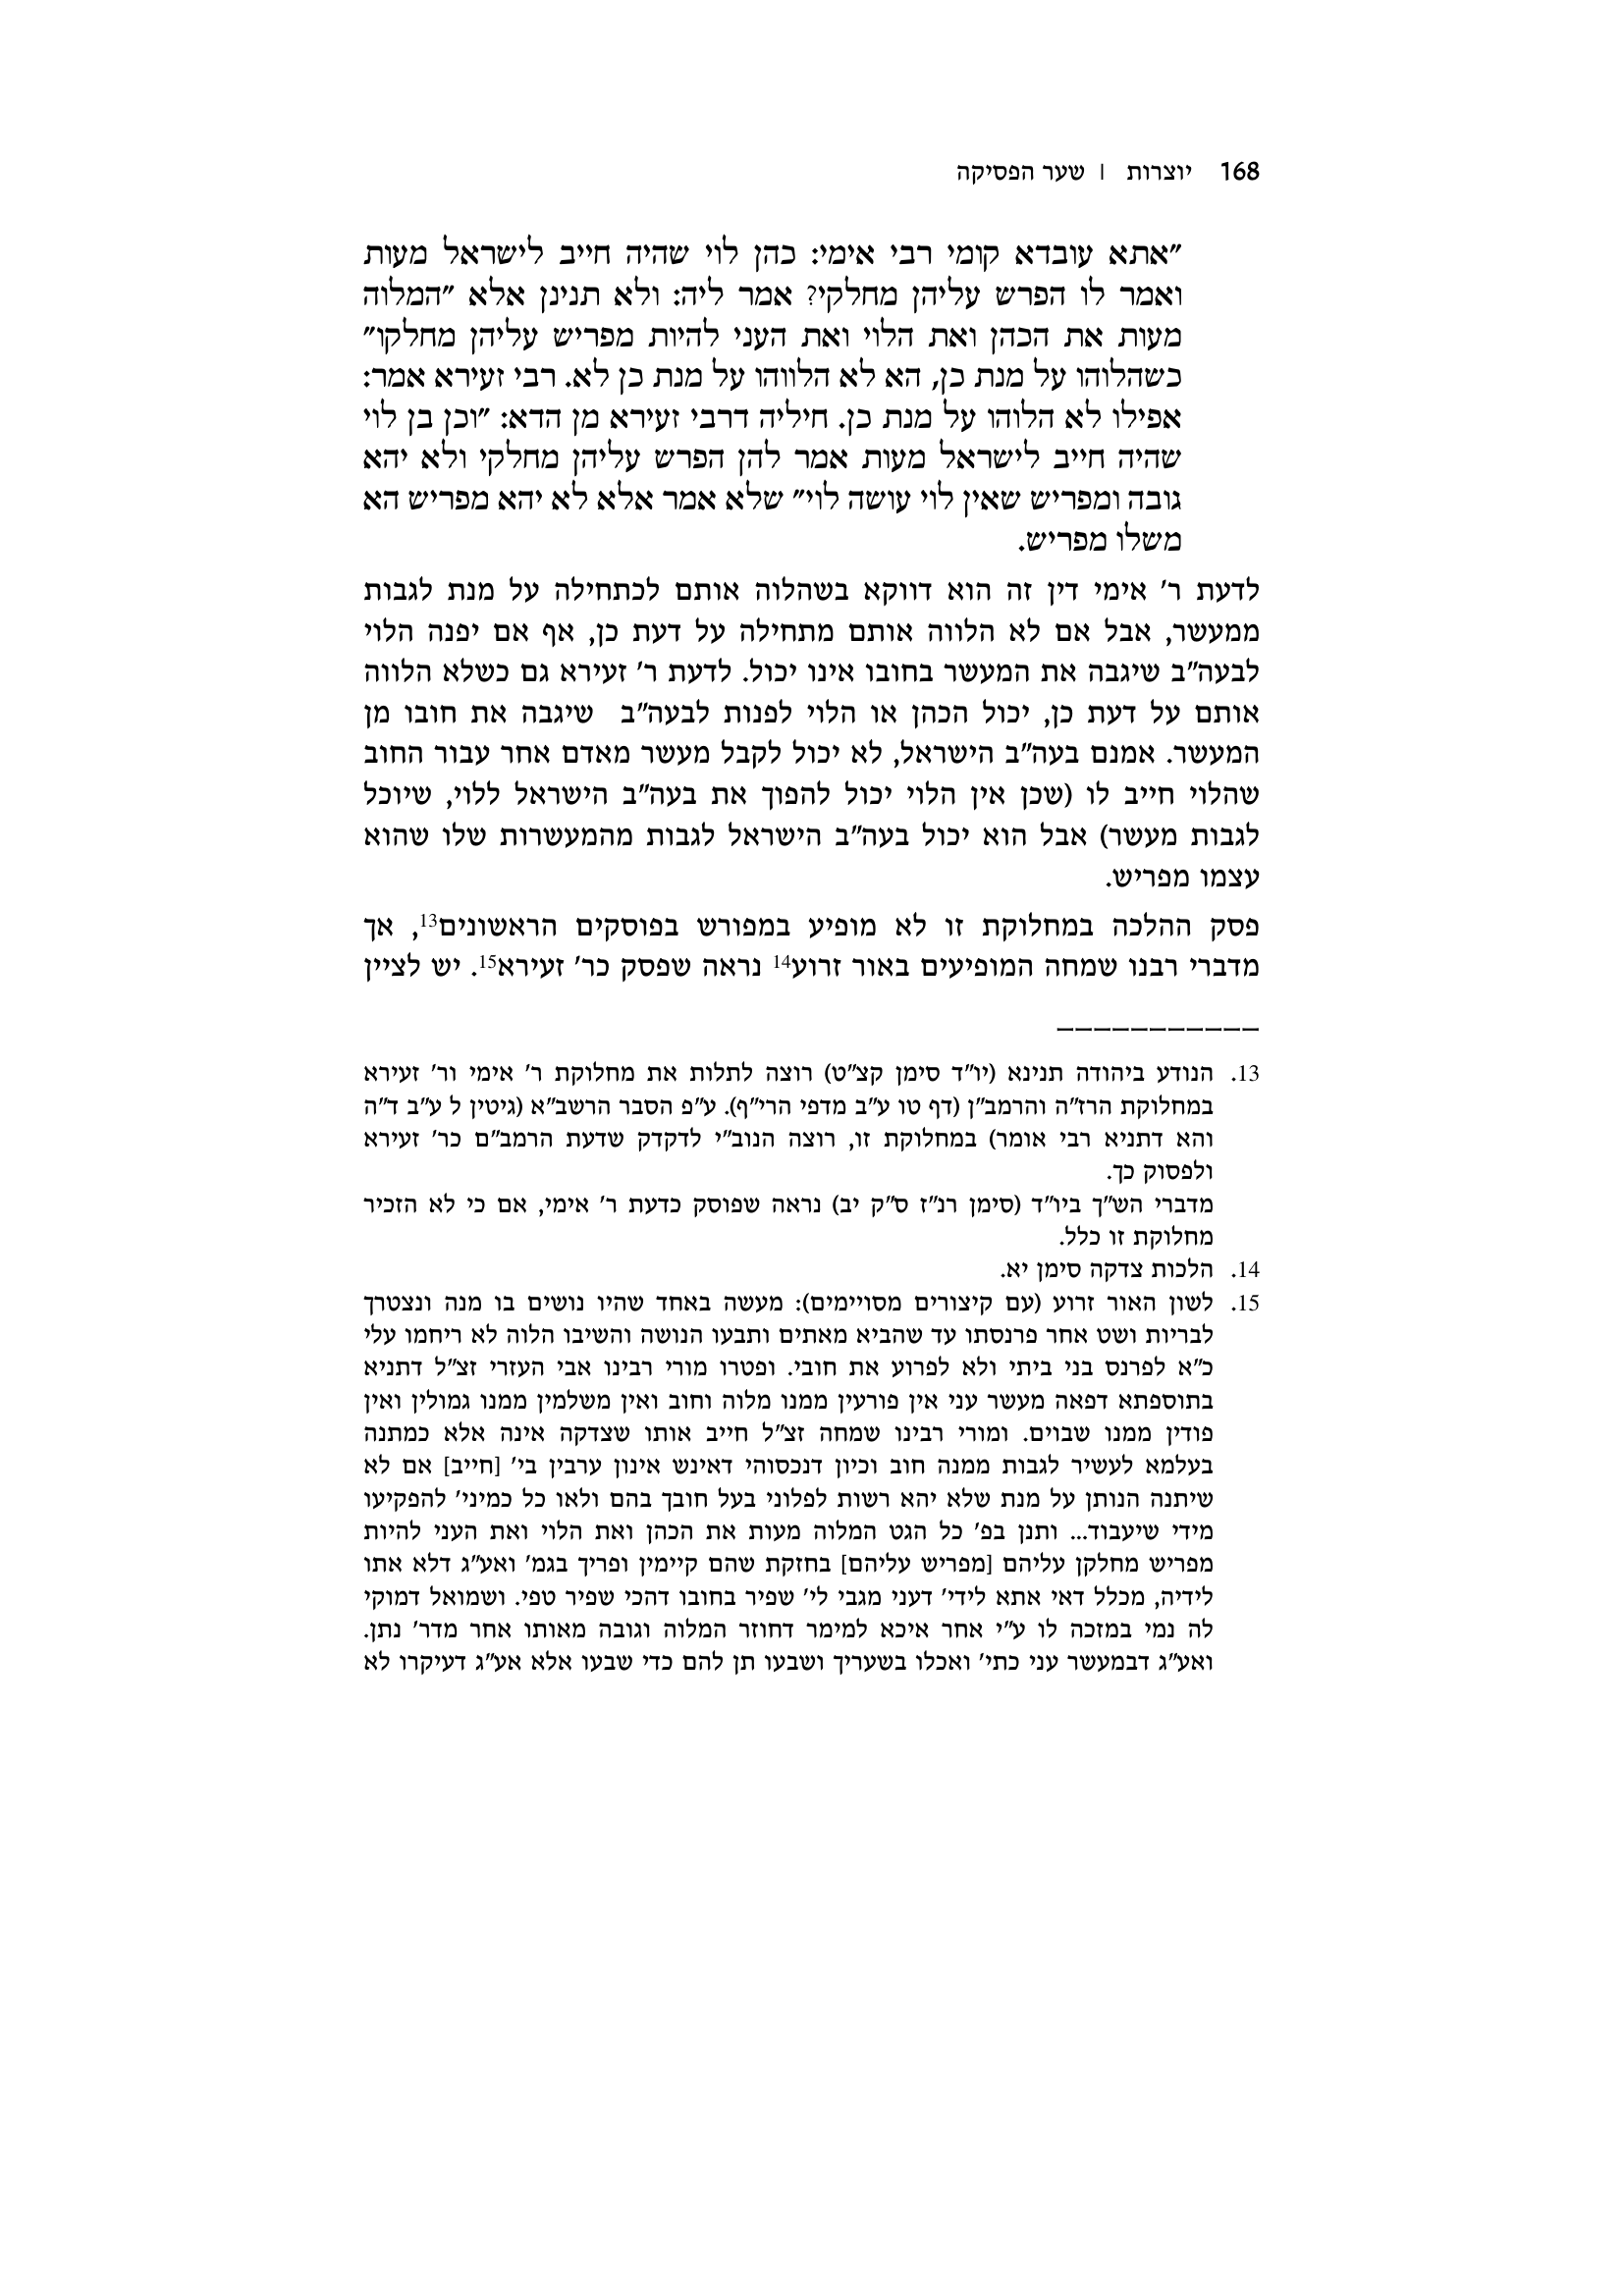 168 יוצרות | שער הפסיקה
"אתא עובדא קומי רבי אימי: כהן לוי שהיה חייב לישראל מעות
ואמר לו הפרש עליהן מחלקי? אמר ליה: ולא תנינן אלא "המלוה
מעות את הכהן ואת הלוי ואת העני להיות מפריש עליהן מחלקו"
כשהלוהו על מנת כן, הא לא הלווהו על מנת כן לא. רבי זעירא אמר:
אפילו לא הלוהו על מנת כן. חיליה דרבי זעירא מן הדא: "וכן בן לוי
שהיה חייב לישראל מעות אמר להן הפרש עליהן מחלקי ולא יהא
גובה ומפריש שאין לוי עושה לוי" שלא אמר אלא לא יהא מפריש הא
משלו מפריש.
לדעת ר' אימי דין זה הוא דווקא בשהלוה אותם לכתחילה על מנת לגבות
ממעשר, אבל אם לא הלווה אותם מתחילה על דעת כן, אף אם יפנה הלוי
לבעה"ב שיגבה את המעשר בחובו אינו יכול. לדעת ר' זעירא גם כשלא הלווה
אותם על דעת כן, יכול הכהן או הלוי לפנות לבעה"ב שיגבה את חובו מן
המעשר. אמנם בעה"ב הישראל, לא יכול לקבל מעשר מאדם אחר עבור החוב
שהלוי חייב לו (שכן אין הלוי יכול להפוך את בעה"ב הישראל ללוי, שיוכל
לגבות מעשר) אבל הוא יכול בעה"ב הישראל לגבות מהמעשרות שלו שהוא
עצמו מפריש.
פסק ההלכה במחלוקת זו לא מופיע במפורש בפוסקים הראשונים13, אך
מדברי רבנו שמחה המופיעים באור זרוע14 נראה שפסק כר' זעירא15. יש לציין
___________
13. הנודע ביהודה תנינא (יו"ד סימן קצ"ט) רוצה לתלות את מחלוקת ר' אימי ור' זעירא
במחלוקת הרז"ה והרמב"ן (דף טו ע"ב מדפי הרי"ף). ע"פ הסבר הרשב"א (גיטין ל ע"ב ד"ה
והא דתניא רבי אומר) במחלוקת זו, רוצה הנוב"י לדקדק שדעת הרמב"ם כר' זעירא
ולפסוק כך.
מדברי הש"ך ביו"ד (סימן רנ"ז ס"ק יב) נראה שפוסק כדעת ר' אימי, אם כי לא הזכיר
מחלוקת זו כלל.
14. הלכות צדקה סימן יא.
15. לשון האור זרוע (עם קיצורים מסויימים): מעשה באחד שהיו נושים בו מנה ונצטרך
לבריות ושט אחר פרנסתו עד שהביא מאתים ותבעו הנושה והשיבו הלוה לא ריחמו עלי
כ"א לפרנס בני ביתי ולא לפרוע את חובי. ופטרו מורי רבינו אבי העזרי זצ"ל דתניא
בתוספתא דפאה מעשר עני אין פורעין ממנו מלוה וחוב ואין משלמין ממנו גמולין ואין
פודין ממנו שבוים. ומורי רבינו שמחה זצ"ל חייב אותו שצדקה אינה אלא כמתנה
בעלמא לעשיר לגבות ממנה חוב וכיון דנכסוהי דאינש אינון ערבין בי' [חייב] אם לא
שיתנה הנותן על מנת שלא יהא רשות לפלוני בעל חובך בהם ולאו כל כמיני' להפקיעו
מידי שיעבוד... ותנן בפ' כל הגט המלוה מעות את הכהן ואת הלוי ואת העני להיות
מפריש מחלקן עליהם [מפריש עליהם] בחזקת שהם קיימין ופריך בגמ' ואע"ג דלא אתו
לידיה, מכלל דאי אתא לידי' דעני מגבי לי' שפיר בחובו דהכי שפיר טפי. ושמואל דמוקי
לה נמי במזכה לו ע"י אחר איכא למימר דחוזר המלוה וגובה מאותו אחר מדר' נתן.
ואע"ג דבמעשר עני כתי' ואכלו בשעריך ושבעו תן להם כדי שבעו אלא אע"ג דעיקרו לא